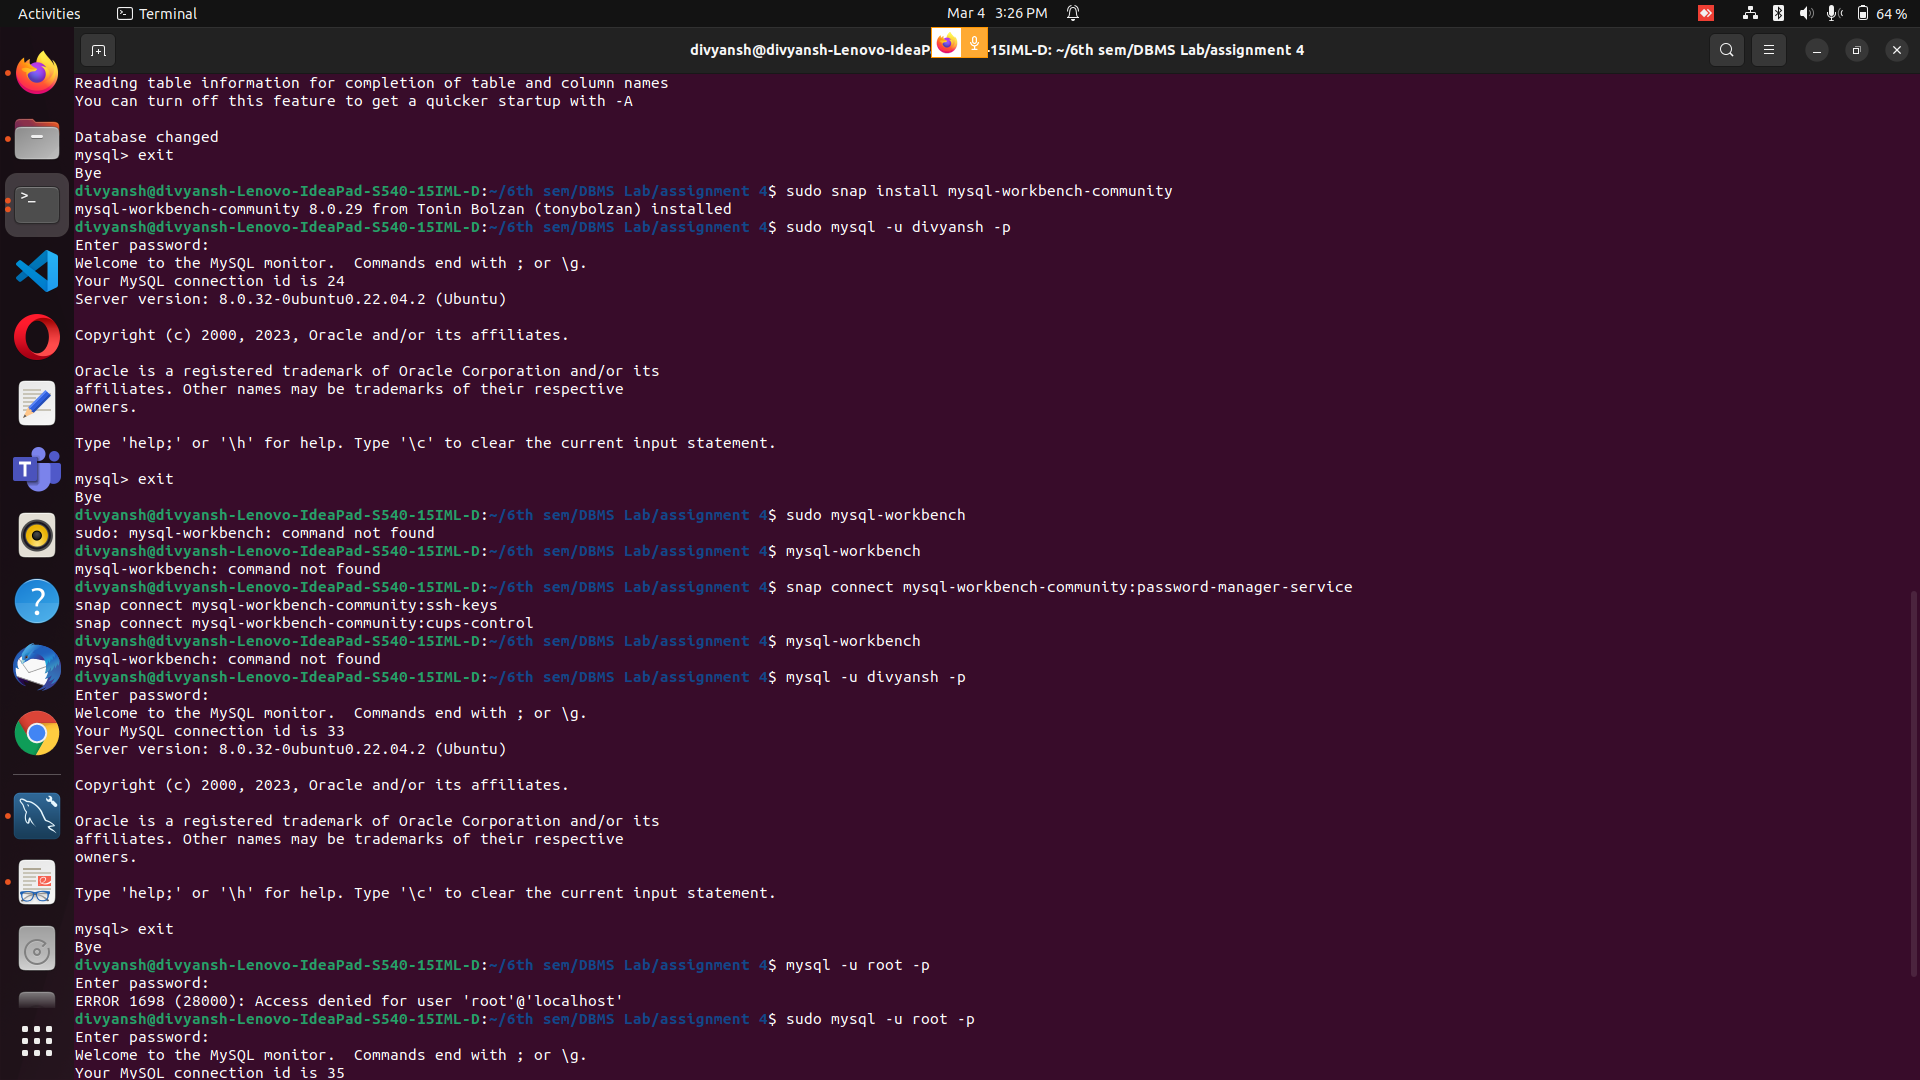 Activities
Terminal
Mar 4 3:26 PM
64 %
divyansh@divyansh-Lenovo-IdeaP -15IML-D: ~/6th sem/DBMS Lab/assignment 4
Reading table information for completion of table and column names
You can turn off this feature to get a quicker startup with -A
Database changed
mysql> exit
Bye
divyansh@divyansh-Lenovo-IdeaPad-S540-15IML-D:~/6th sem/DBMS Lab/assignment 4$ sudo snap install mysql-workbench-community
mysql-workbench-community 8.0.29 from Tonin Bolzan (tonybolzan) installed
divyansh@divyansh-Lenovo-IdeaPad-S540-15IML-D:~/6th sem/DBMS Lab/assignment 4$ sudo mysql -u divyansh -p
Enter password:
Welcome to the MySQL monitor.  Commands end with ; or \g.
Your MySQL connection id is 24
Server version: 8.0.32-0ubuntu0.22.04.2 (Ubuntu)
Copyright (c) 2000, 2023, Oracle and/or its affiliates.
Oracle is a registered trademark of Oracle Corporation and/or its
affiliates. Other names may be trademarks of their respective
owners.
Type 'help;' or '\h' for help. Type '\c' to clear the current input statement.
mysql> exit
Bye
divyansh@divyansh-Lenovo-IdeaPad-S540-15IML-D:~/6th sem/DBMS Lab/assignment 4$ sudo mysql-workbench
sudo: mysql-workbench: command not found
divyansh@divyansh-Lenovo-IdeaPad-S540-15IML-D:~/6th sem/DBMS Lab/assignment 4$ mysql-workbench
mysql-workbench: command not found
divyansh@divyansh-Lenovo-IdeaPad-S540-15IML-D:~/6th sem/DBMS Lab/assignment 4$ snap connect mysql-workbench-community:password-manager-service
snap connect mysql-workbench-community:ssh-keys
snap connect mysql-workbench-community:cups-control
divyansh@divyansh-Lenovo-IdeaPad-S540-15IML-D:~/6th sem/DBMS Lab/assignment 4$ mysql-workbench
mysql-workbench: command not found
divyansh@divyansh-Lenovo-IdeaPad-S540-15IML-D:~/6th sem/DBMS Lab/assignment 4$ mysql -u divyansh -p
Enter password:
Welcome to the MySQL monitor.  Commands end with ; or \g.
Your MySQL connection id is 33
Server version: 8.0.32-0ubuntu0.22.04.2 (Ubuntu)
Copyright (c) 2000, 2023, Oracle and/or its affiliates.
Oracle is a registered trademark of Oracle Corporation and/or its
affiliates. Other names may be trademarks of their respective
owners.
Type 'help;' or '\h' for help. Type '\c' to clear the current input statement.
mysql> exit
Bye
divyansh@divyansh-Lenovo-IdeaPad-S540-15IML-D:~/6th sem/DBMS Lab/assignment 4$ mysql -u root -p
Enter password:
ERROR 1698 (28000): Access denied for user 'root'@'localhost'
divyansh@divyansh-Lenovo-IdeaPad-S540-15IML-D:~/6th sem/DBMS Lab/assignment 4$ sudo mysql -u root -p
Enter password:
Welcome to the MySQL monitor.  Commands end with ; or \g.
Your MySQL connection id is 35